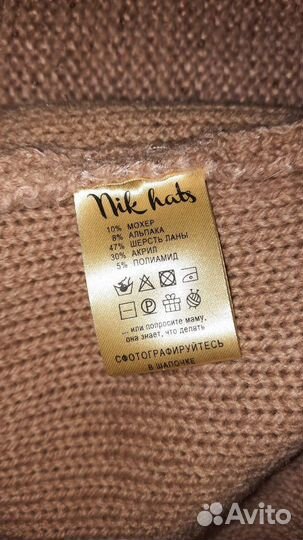 Nik hats
10% МОХЕР
8% АЛЬПАКА
47% ШЕРСТЬ ЛАНЫ
30% АКРИЛ
5% ПОЛИАМИД
P
... или попросите маму,
она знает, что делать
СФОТОГРАФИРУЙТЕСЬ
В ШАПОЧКЕ
Avito